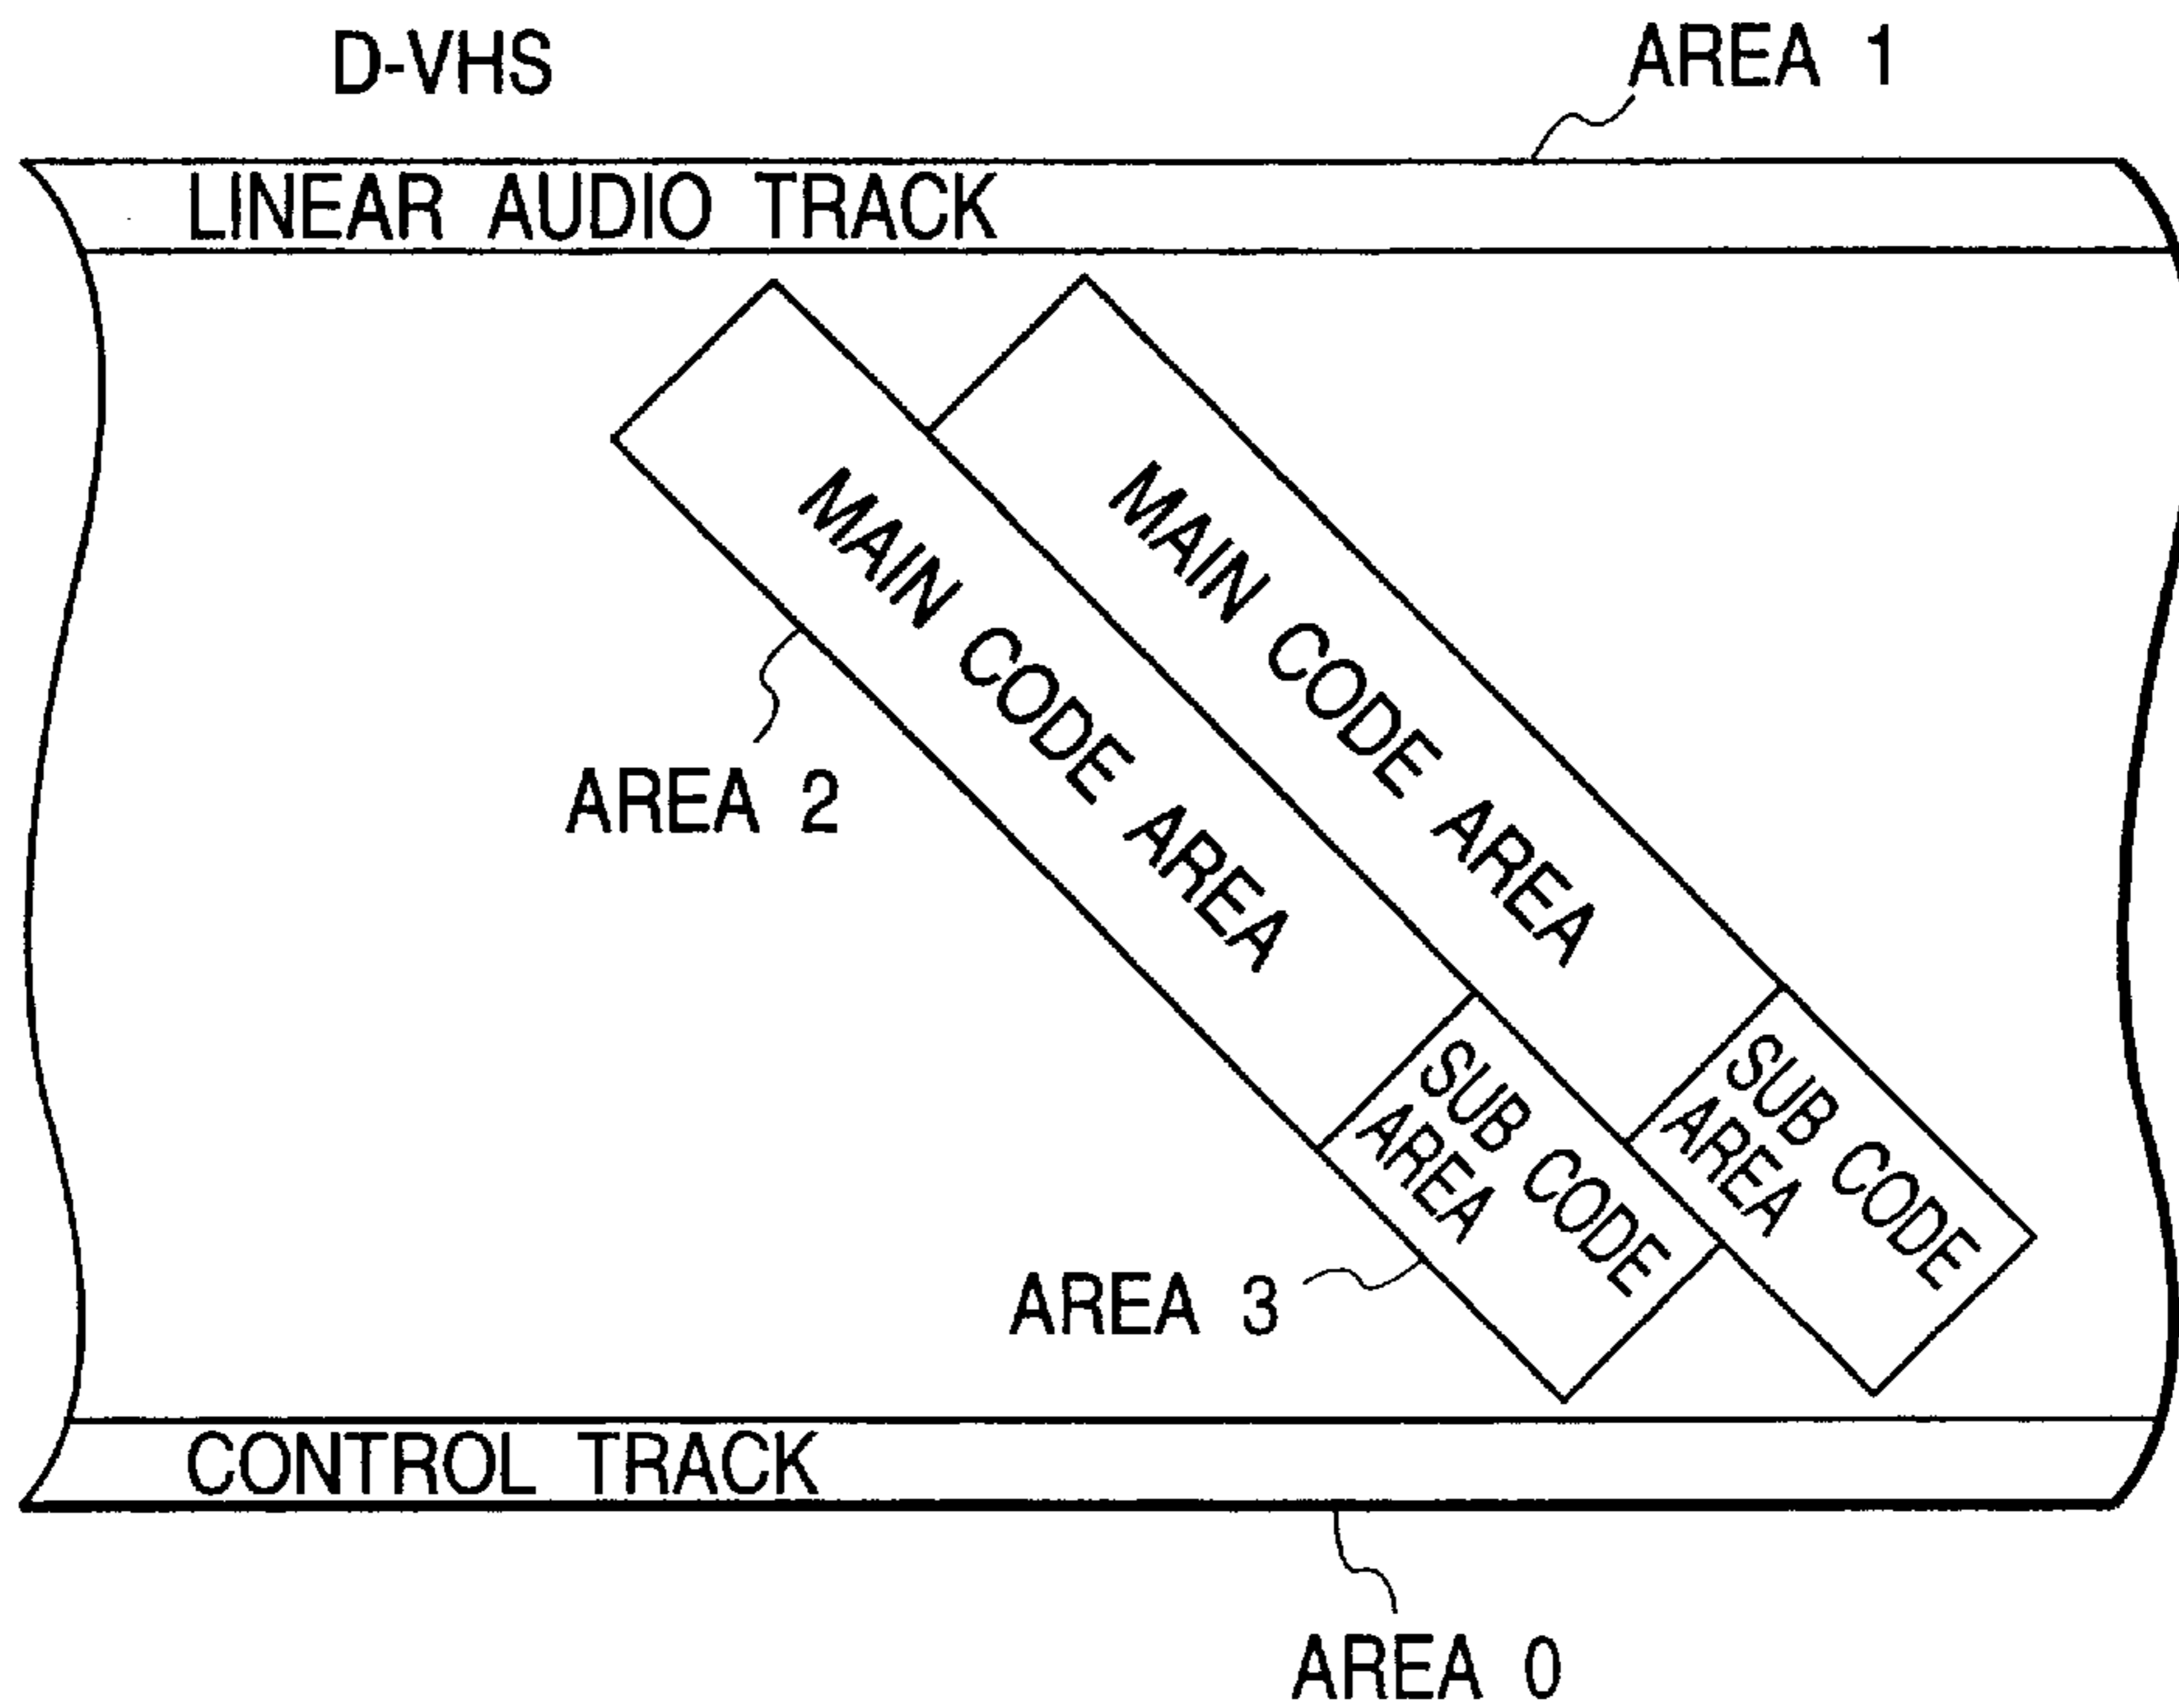 D-VHS
AREA 1
LINEAR AUDIO TRACK
MAIN CODE AREA
MAIN CODE AREA
AREA 2
SUB CODE
AREA
SUB CODE
AREA
AREA 3
CONTROL TRACK
AREA 0